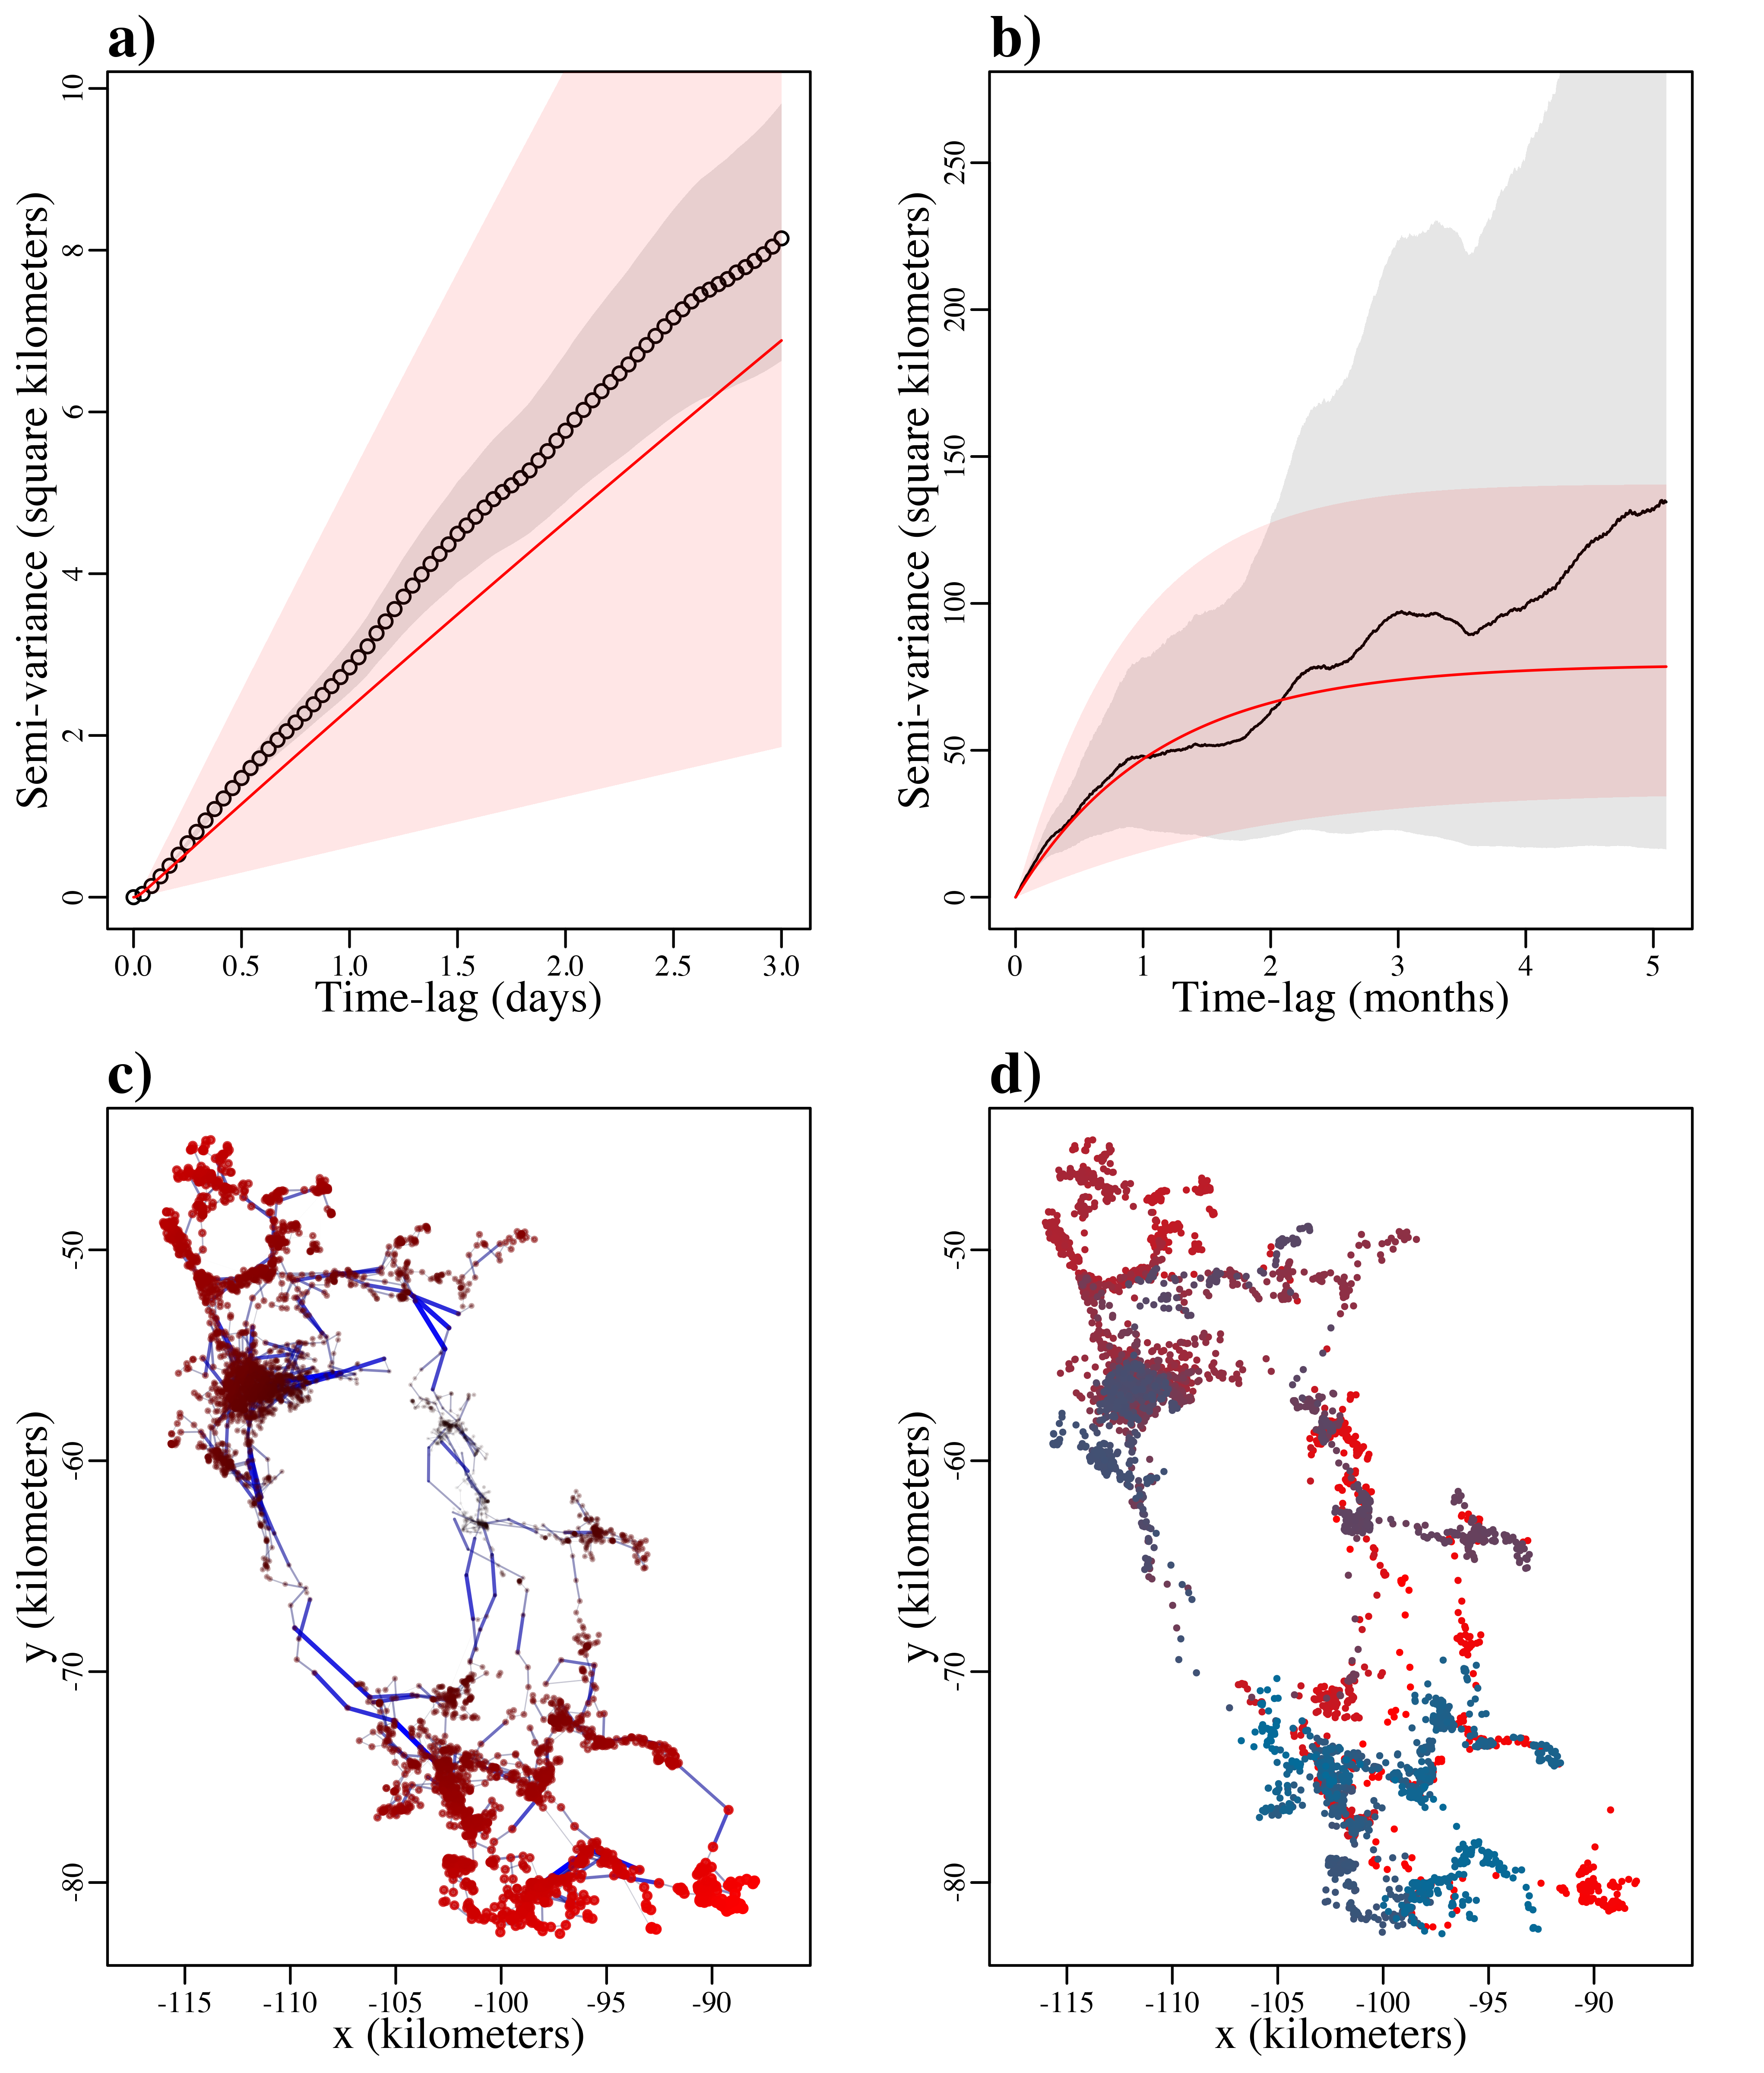 a)
Semi-variance (square kilometers)
10
8
6
4
2
0
0.0 0.5 1.0 1.5 2.0 2.5 3.0
Time-lag (days)
b)
Semi-variance (square kilometers)
250
200
150
100
50
0
0 1 2 3 4 5
Time-lag (months)
c)
y (kilometers)
-50
-60
-70
-80
-115 -110 -105 -100 -95 -90
x (kilometers)
d)
y (kilometers)
-50
-60
-70
-80
-115 -110 -105 -100 -95 -90
x (kilometers)